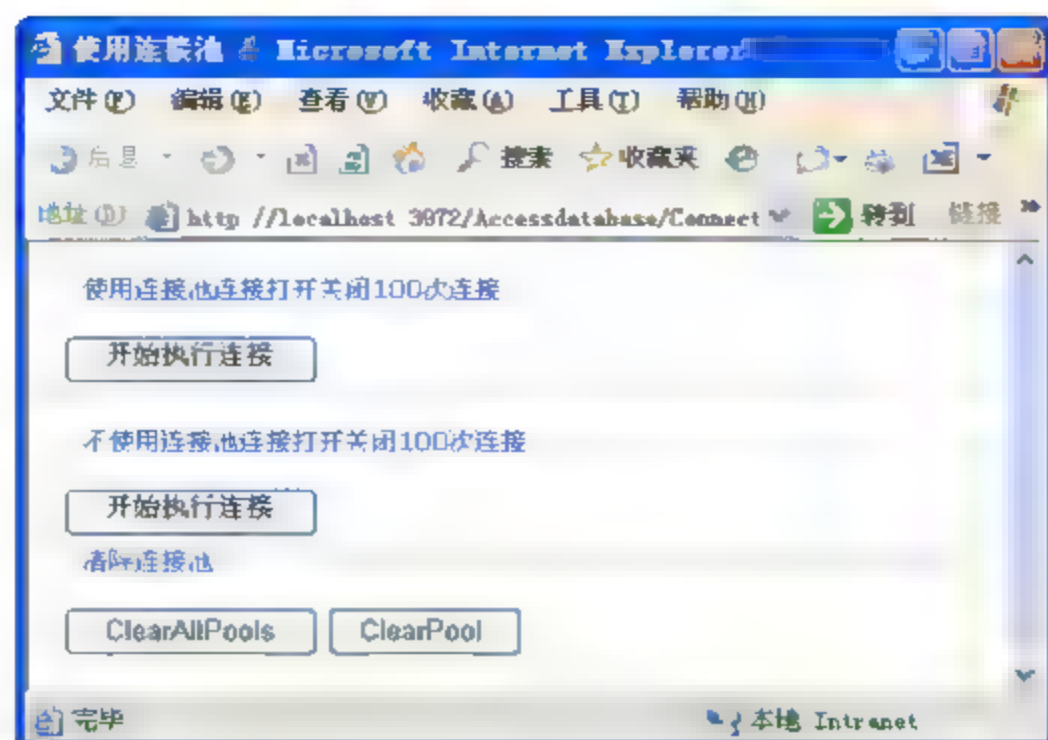 使用连接池 - Microsoft Internet Explorer
文件(F) 编辑(E) 查看(V) 收藏(A) 工具(T) 帮助(H)
后退 搜索 收藏夹
地址(D) http://localhost:3972/Accessdatabase/Connect 转到 链接 »
使用连接池连接打开关闭100次连接
开始执行连接
不使用连接池连接打开关闭100次连接
开始执行连接
清除连接池
ClearAllPools ClearPool
完毕 本地 Intranet